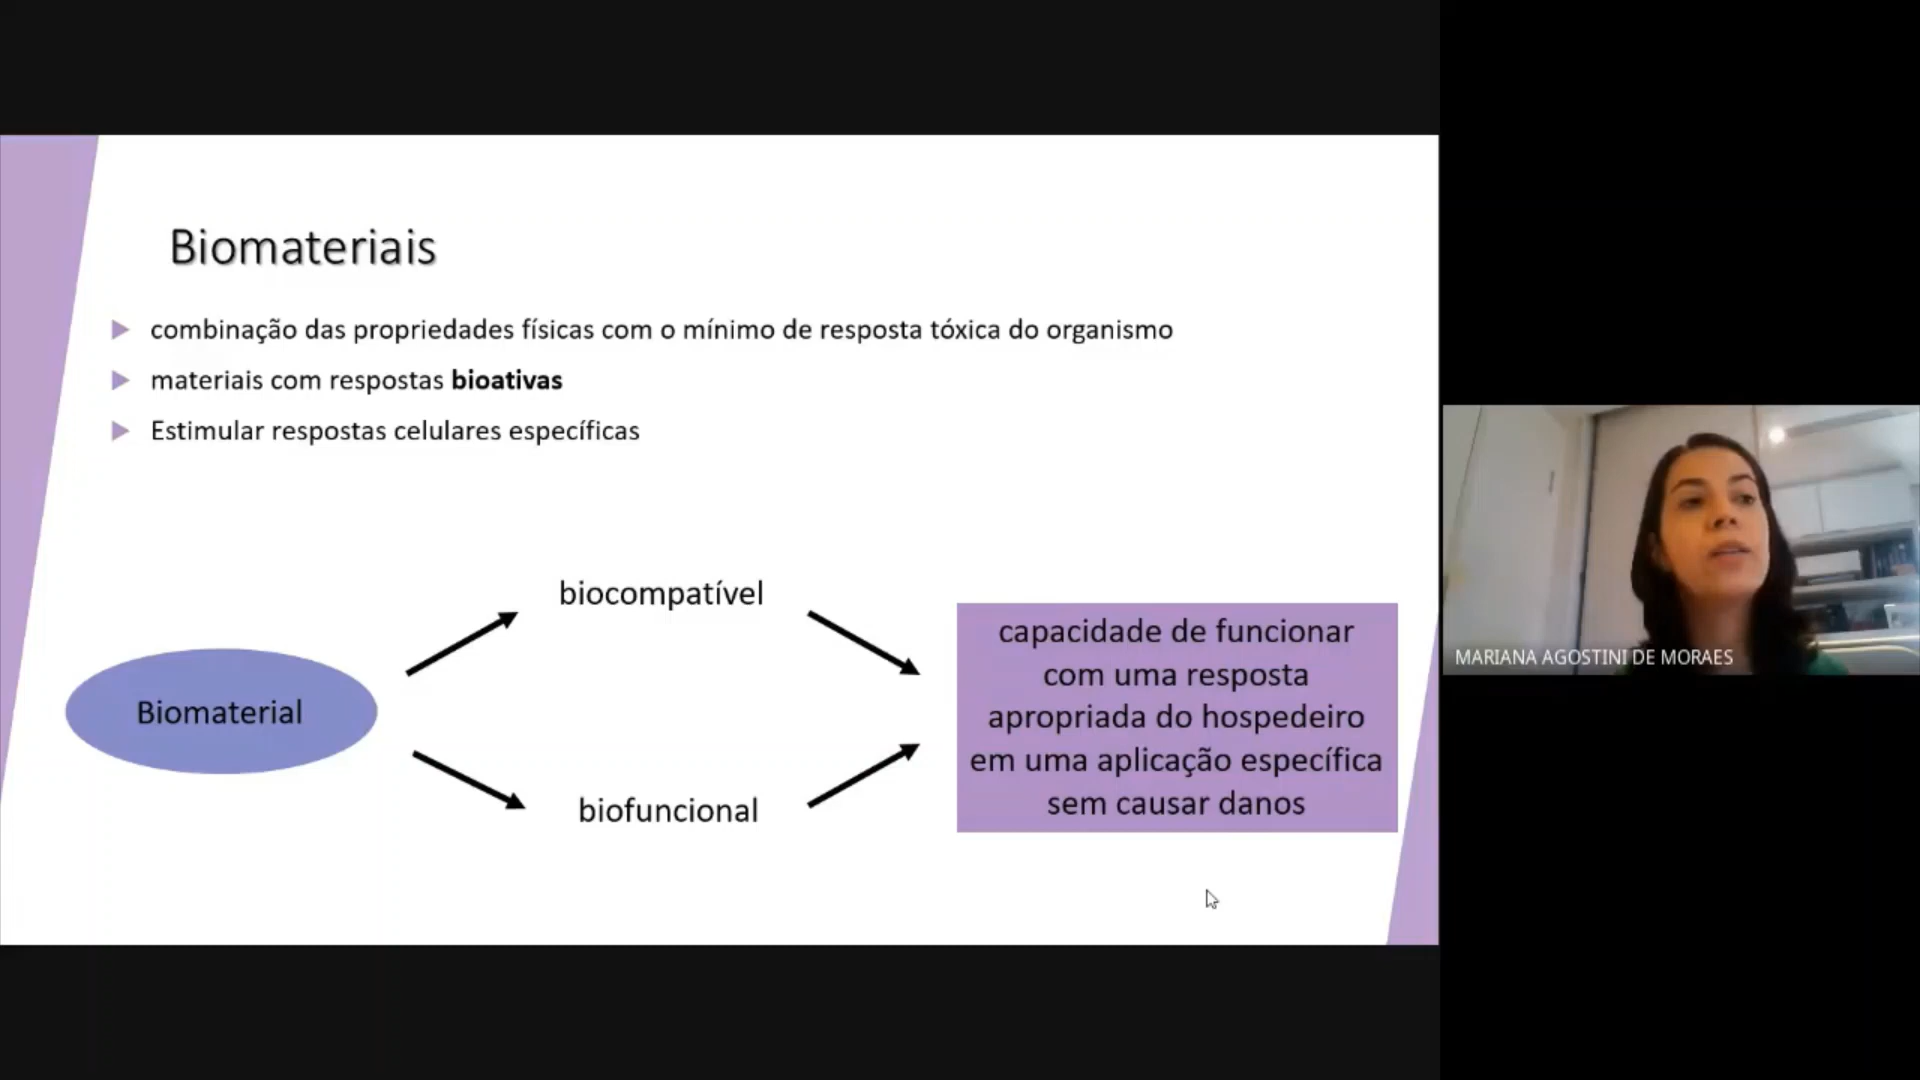 Biomateriais
combinação das propriedades físicas com o mínimo de resposta tóxica do organismo
materiais com respostas bioativas
Estimular respostas celulares específicas
biocompatível
Biomaterial
biofuncional
capacidade de funcionar
com uma resposta
apropriada do hospedeiro
em uma aplicação específica
sem causar danos
MARIANA AGOSTINI DE MORAES